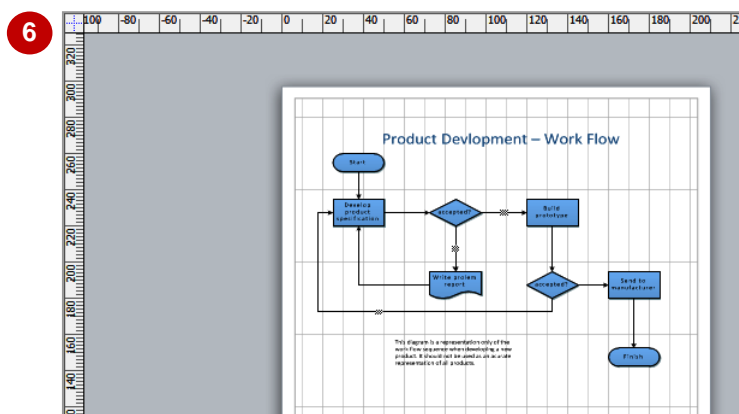 6
100 -80 -60 -40 -20 0 20 40 60 80 100 120 140 160 180 200
320
300
280
260
240
220
200
180
160
140
Product Devlopment – Work Flow
Start
Develop
product
specification
accepted?
Build
prototype
Write prolem
report
accepted?
Send to
manufacturer
This diagram is a representation only of the
work flow sequence when developing a new
product. It should not be used as an acurate
representation of all products.
Finish